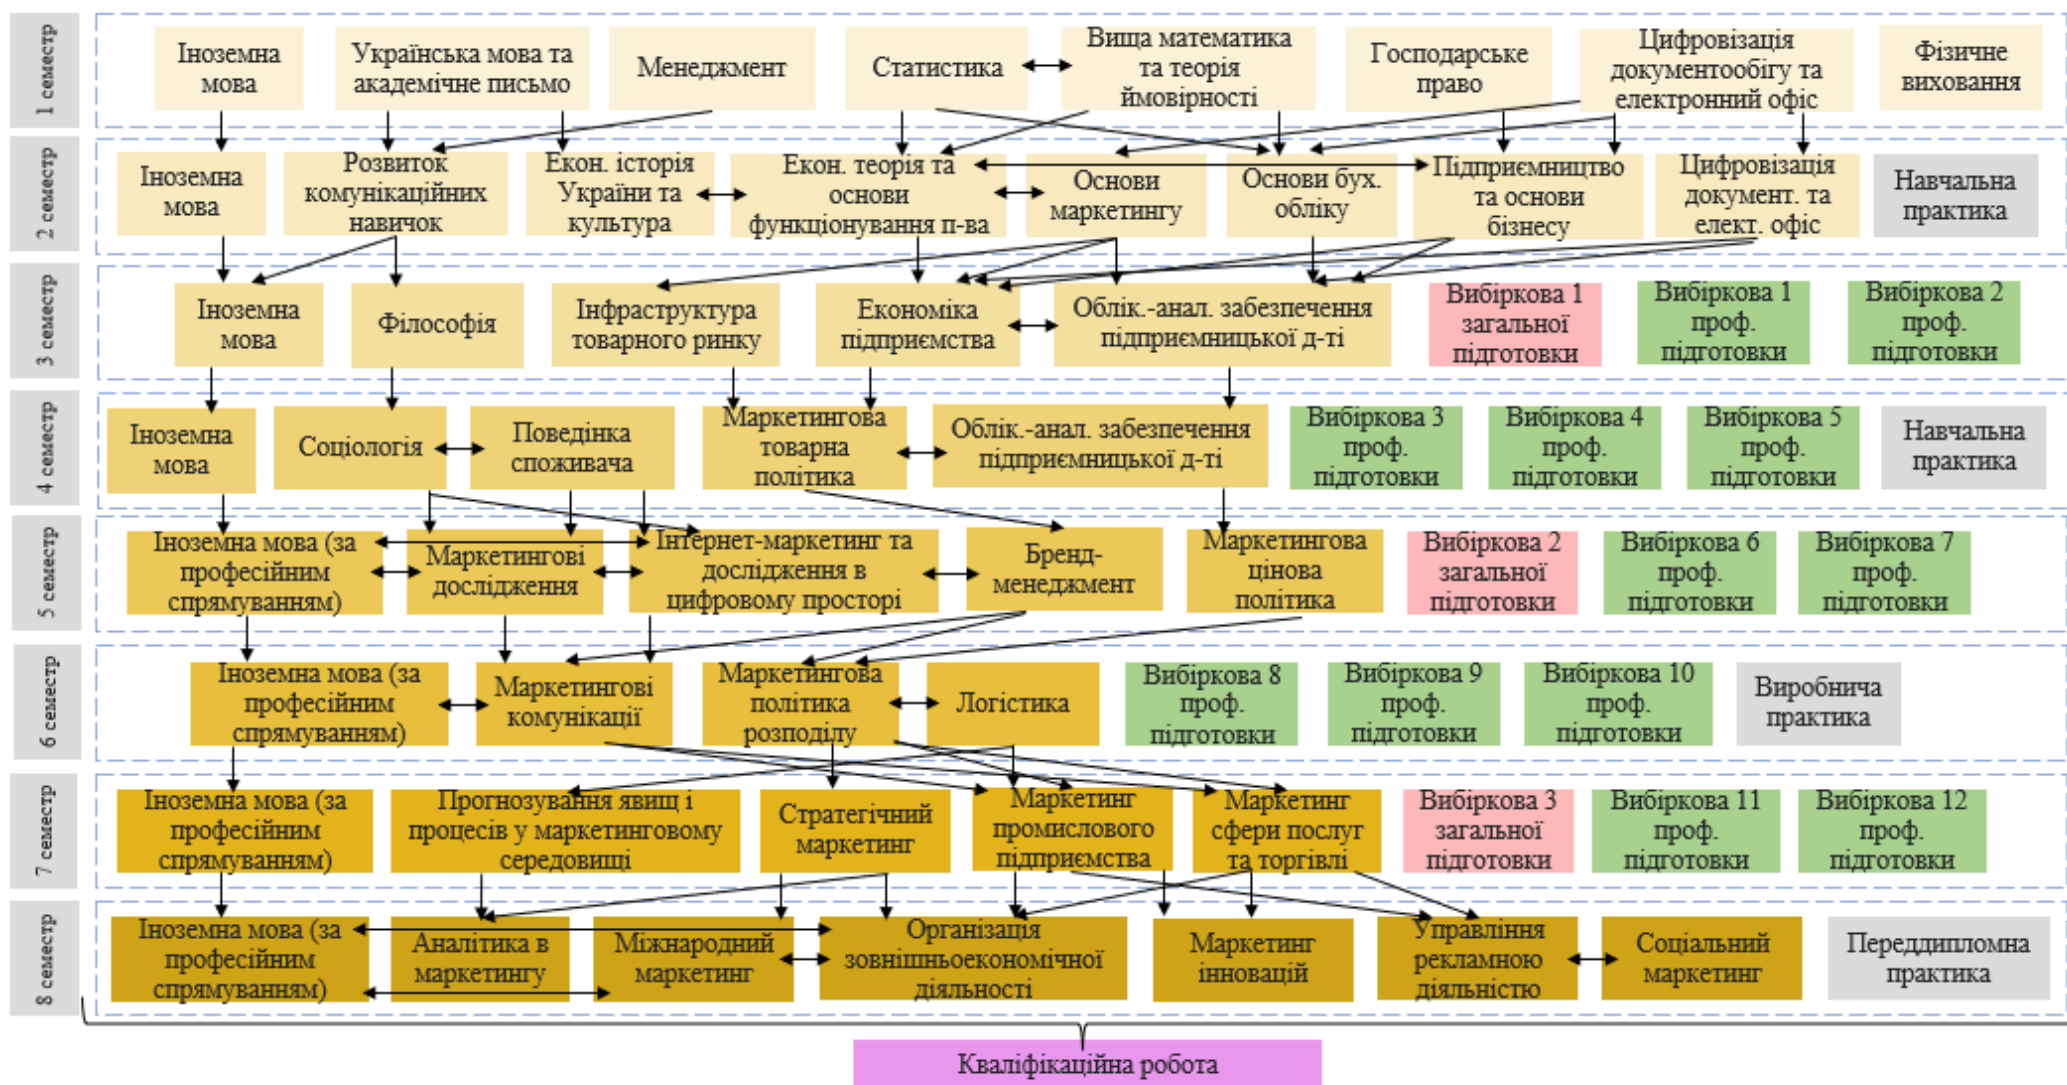 1 семестр
Іноземна
мова
Українська мова та
академічне письмо
Менеджмент
Статистика
Вища математика
та теорія
ймовірності
Господарське
право
Цифровізація
документообігу та
електронний офіс
Фізичне
виховання
2 семестр
Іноземна
мова
Розвиток
комунікаційних
навичок
Екон. історія
України та
культура
Екон. теорія та
основи
функціонування п-ва
Основи
маркетингу
Основи бух.
обліку
Підприємництво
та основи
бізнесу
Цифровізація
документ. та
елект. офіс
Навчальна
практика
3 семестр
Іноземна
мова
Філософія
Інфраструктура
товарного ринку
Економіка
підприємства
Облік.-анал. забезпечення
підприємницької д-ті
Вибіркова 1
загальної
підготовки
Вибіркова 1
проф.
підготовки
Вибіркова 2
проф.
підготовки
4 семестр
Іноземна
мова
Соціологія
Поведінка
споживача
Маркетингова
товарна
політика
Облік.-анал. забезпечення
підприємницької д-ті
Вибіркова 3
проф.
підготовки
Вибіркова 4
проф.
підготовки
Вибіркова 5
проф.
підготовки
Навчальна
практика
5 семестр
Іноземна мова (за
професійним
спрямуванням)
Маркетингові
дослідження
Інтернет-маркетинг та
дослідження в
цифровому просторі
Бренд-
менеджмент
Маркетингова
цінова
політика
Вибіркова 2
загальної
підготовки
Вибіркова 6
проф.
підготовки
Вибіркова 7
проф.
підготовки
6 семестр
Іноземна мова (за
професійним
спрямуванням)
Маркетингові
комунікації
Маркетингова
політика
розподілу
Логістика
Вибіркова 8
проф.
підготовки
Вибіркова 9
проф.
підготовки
Вибіркова 10
проф.
підготовки
Виробнича
практика
7 семестр
Іноземна мова (за
професійним
спрямуванням)
Прогнозування явищ і
процесів у маркетинговому
середовищі
Стратегічний
маркетинг
Маркетинг
промислового
підприємства
Маркетинг
сфери послуг
та торгівлі
Вибіркова 3
загальної
підготовки
Вибіркова 11
проф.
підготовки
Вибіркова 12
проф.
підготовки
8 семестр
Іноземна мова (за
професійним
спрямуванням)
Аналітика в
маркетингу
Міжнародний
маркетинг
Організація
зовнішньоекономічної
діяльності
Маркетинг
інновацій
Управління
рекламною
діяльністю
Соціальний
маркетинг
Переддипломна
практика
Кваліфікаційна робота